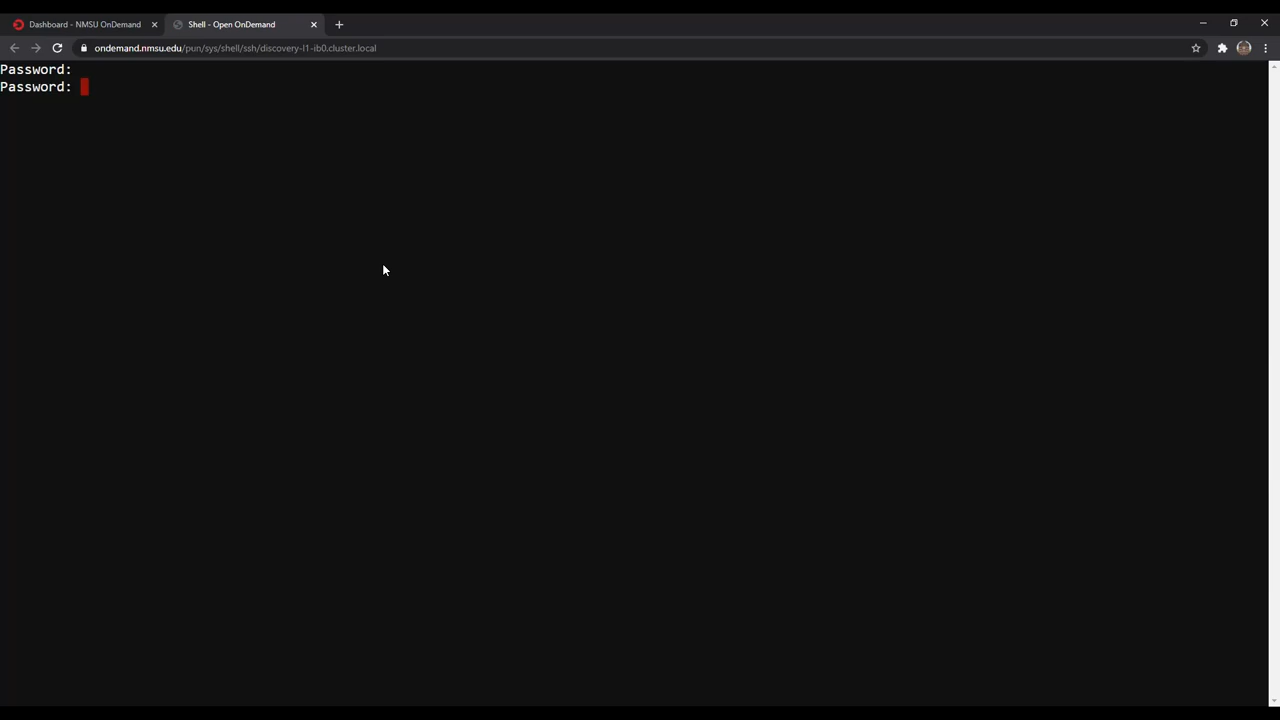 Dashboard - NMSU OnDemand
Shell - Open OnDemand
ondemand.nmsu.edu/pun/sys/shell/ssh/discovery-l1-ib0.cluster.local
Password:
Password: